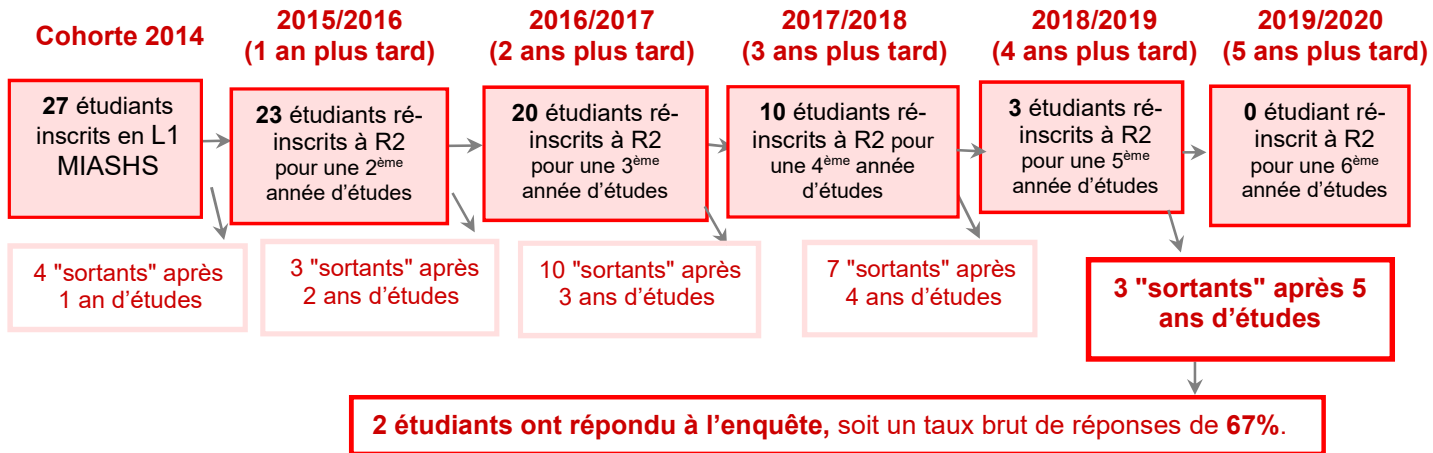 Cohorte 2014
2015/2016
(1 an plus tard)
2016/2017
(2 ans plus tard)
2017/2018
(3 ans plus tard)
2018/2019
(4 ans plus tard)
2019/2020
(5 ans plus tard)
27 étudiants
inscrits en L1
MIASHS
23 étudiants ré-
inscrits à R2
pour une 2ème
année d'études
20 étudiants ré-
inscrits à R2
pour une 3ème
année d'études
10 étudiants ré-
inscrits à R2 pour
une 4ème année
d'études
3 étudiants ré-
inscrits à R2
pour une 5ème
année d'études
0 étudiant ré-
inscrit à R2
pour une 6ème
année d'études
4 "sortants" après
1 an d'études
3 "sortants" après
2 ans d'études
10 "sortants" après
3 ans d'études
7 "sortants" après
4 ans d'études
3 "sortants" après 5
ans d'études
2 étudiants ont répondu à l'enquête, soit un taux brut de réponses de 67%.